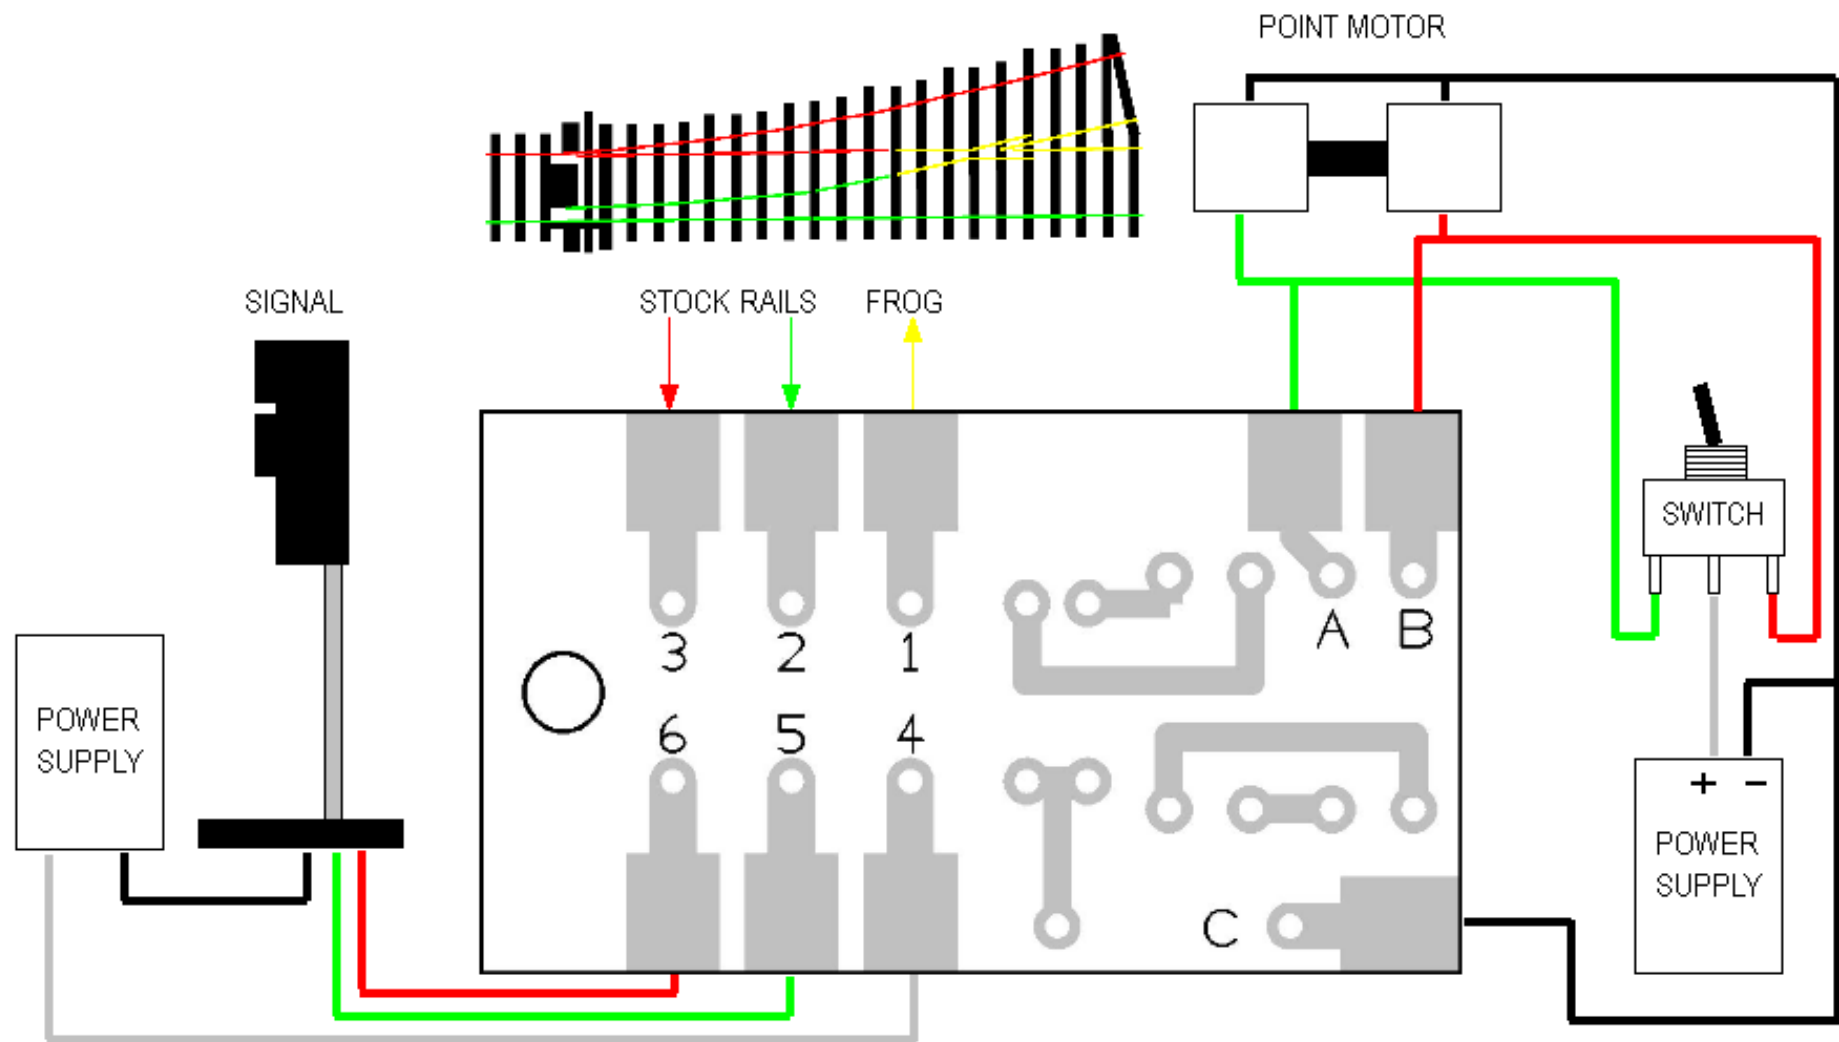 POINT MOTOR
SIGNAL
STOCK RAILS
FROG
SWITCH
3 2 1
A B
6 5 4
C
POWER
SUPPLY
+ −
POWER
SUPPLY